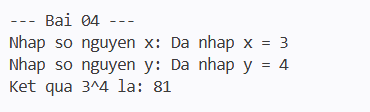 --- Bai 04 ---
Nhap so nguyen x: Da nhap x = 3
Nhap so nguyen y: Da nhap y = 4
Ket qua 3^4 la: 81